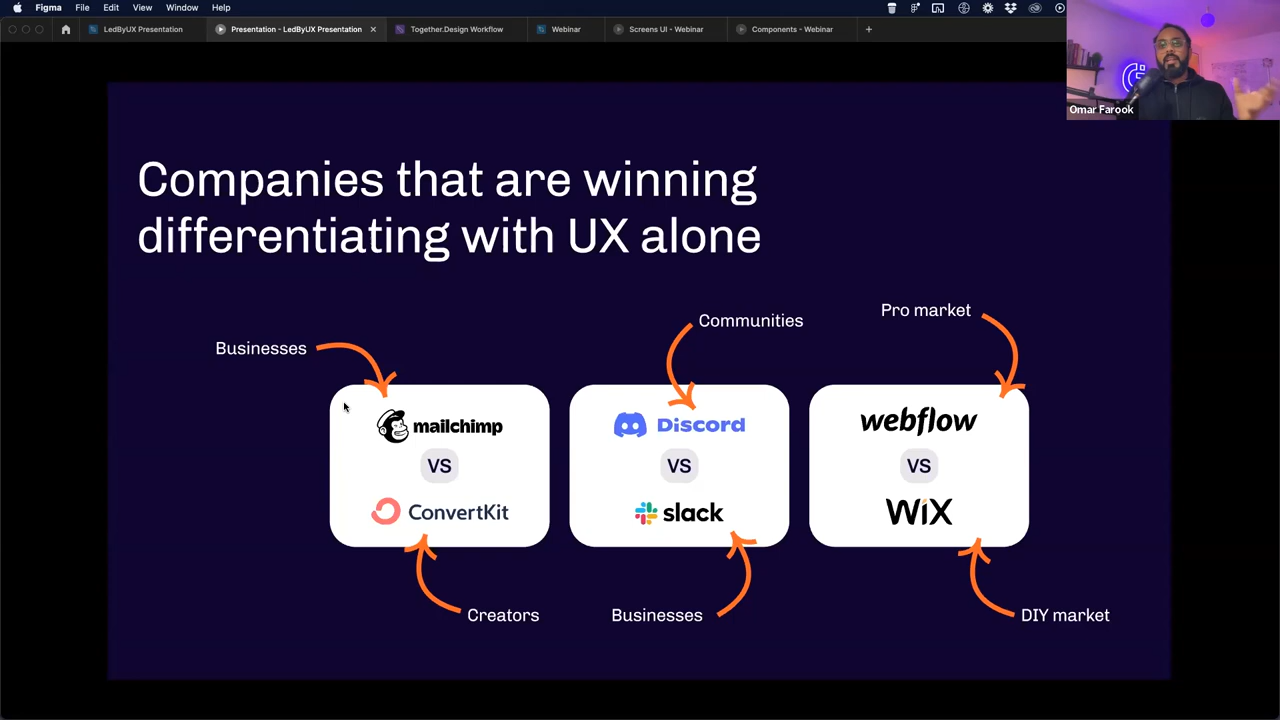 Figma File Edit View Window Help
LedByUX Presentation Presentation - LedByUX Presentation Together.Design Workflow Webinar Screens UI - Webinar Components - Webinar
Omar Farook
Companies that are winning
differentiating with UX alone
Businesses
Communities
Pro market
mailchimp
VS
ConvertKit
Discord
VS
slack
webflow
VS
WiX
Creators
Businesses
DIY market